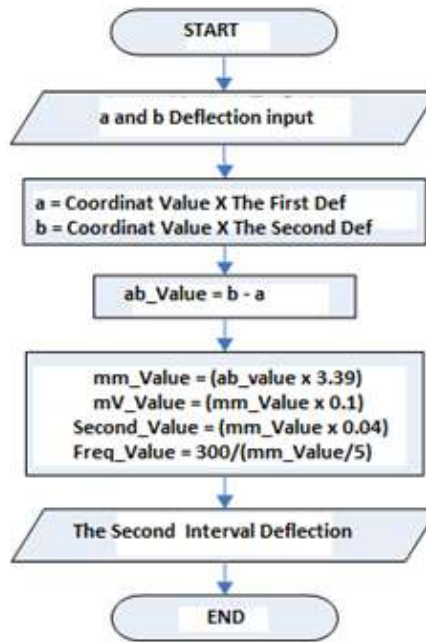 START
a and b Deflection input
a = Coordinat Value X The First Def
b = Coordinat Value X The Second Def
ab_Value = b - a
mm_Value = (ab_value x 3.39)
mV_Value = (mm_Value x 0.1)
Second_Value = (mm_Value x 0.04)
Freq_Value = 300/(mm_Value/5)
The Second Interval Deflection
END